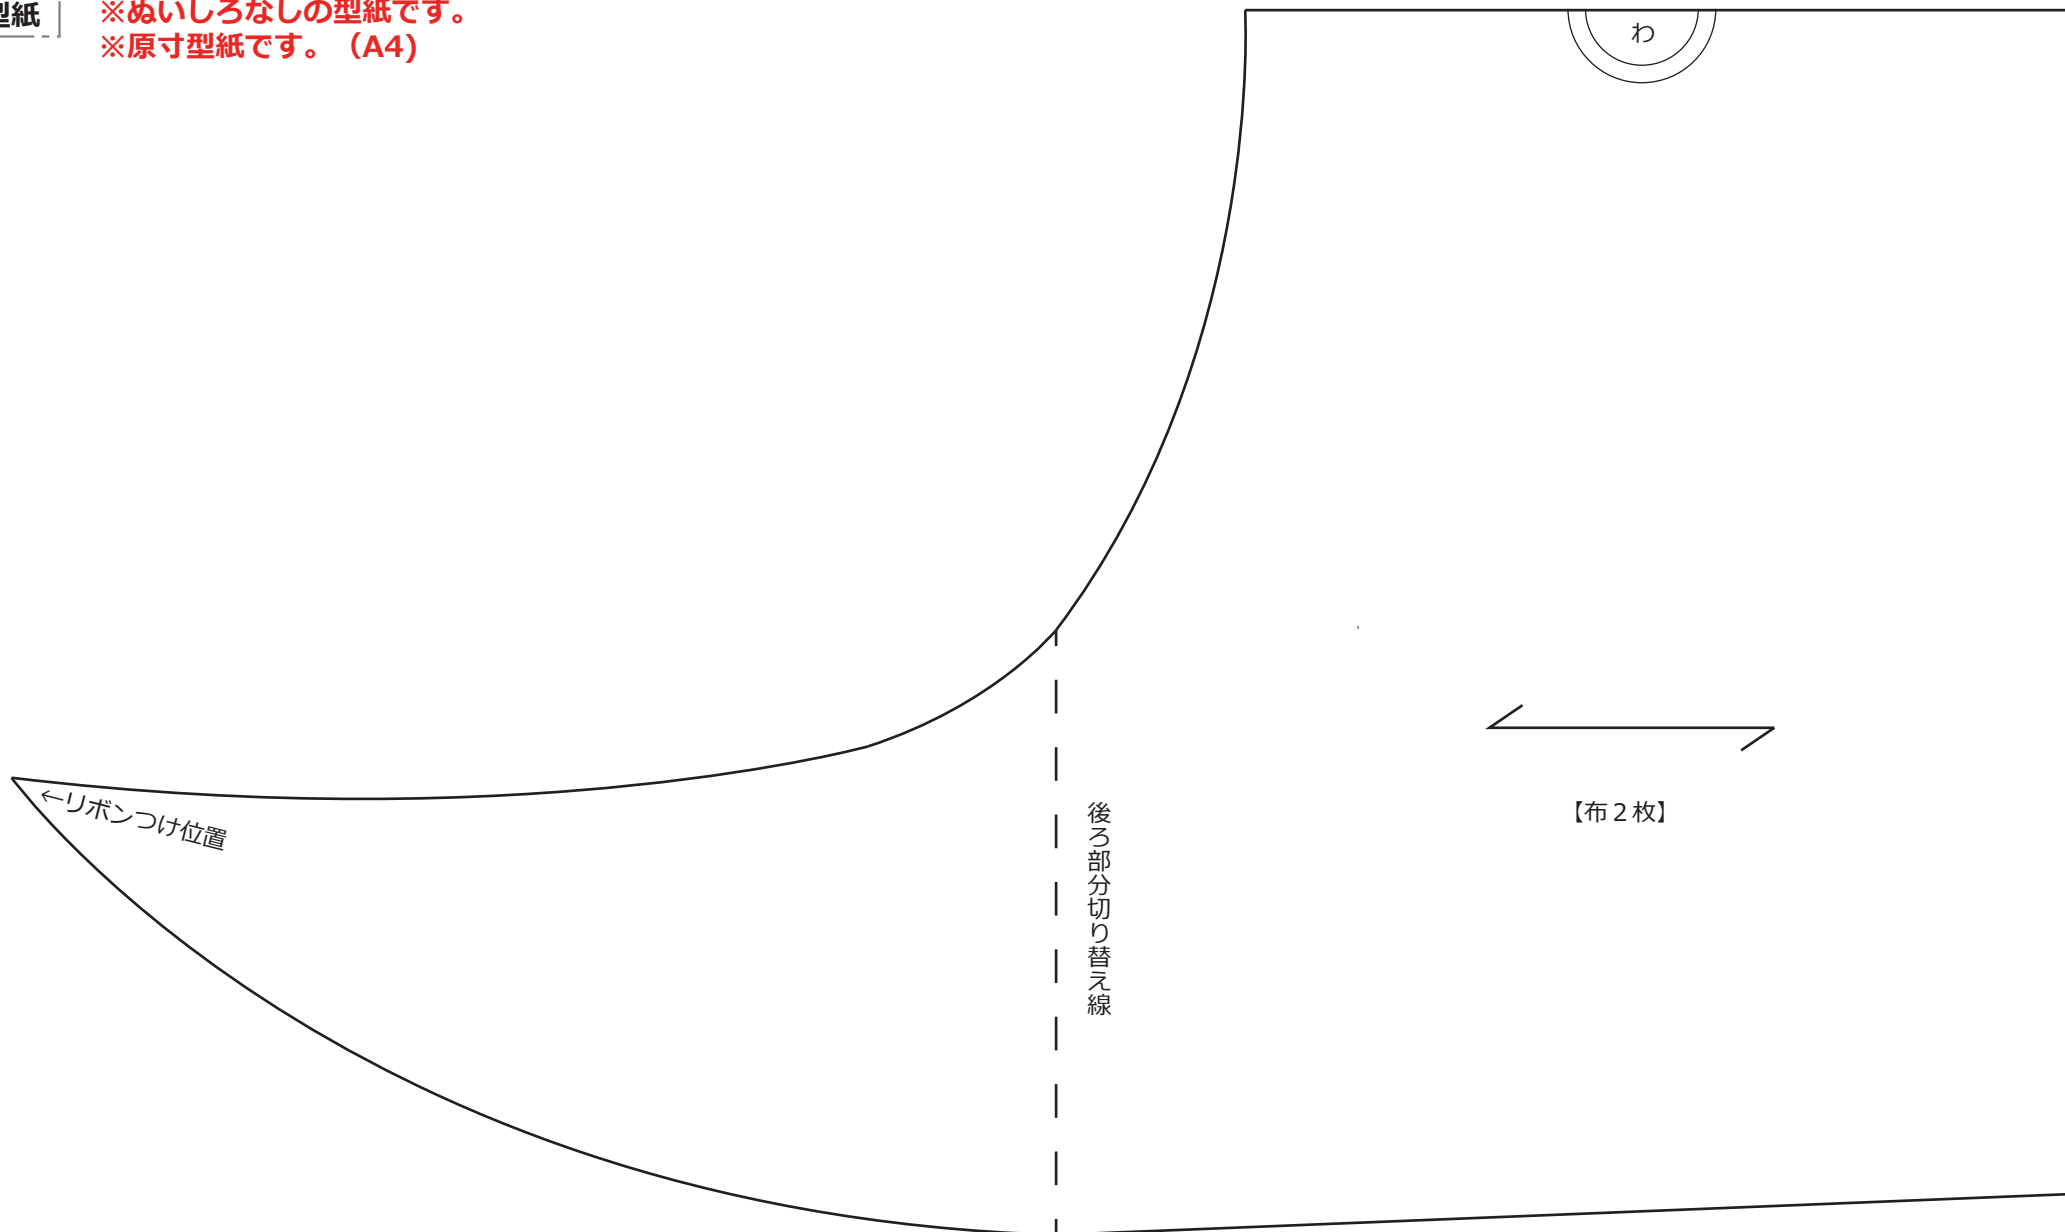 型紙
※ぬいしろなしの型紙です。
※原寸型紙です。（A4)
わ
←リボンつけ位置
後ろ部分切り替え線
【布２枚】